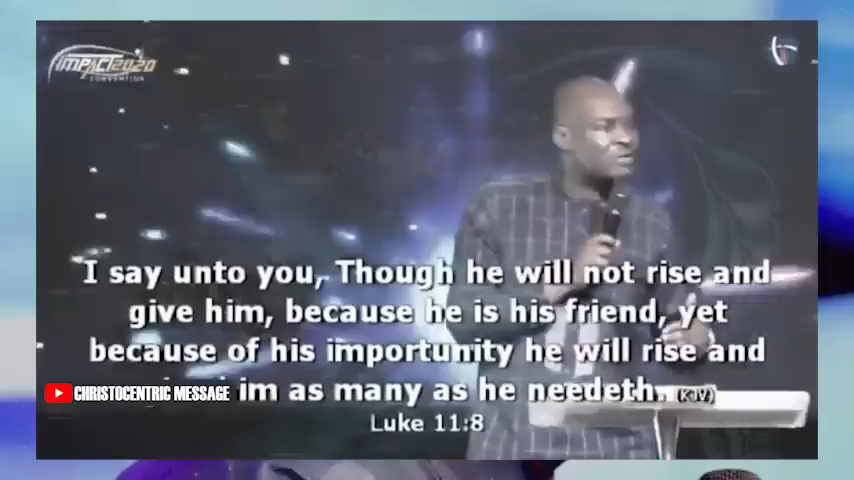 IMPACT2020
CONVENTION
I say unto you, Though he will not rise and
give him, because he is his friend, yet
because of his importunity he will rise and
him as many as he needeth. (KJV)
Luke 11:8
CHRISTOCENTRIC MESSAGE